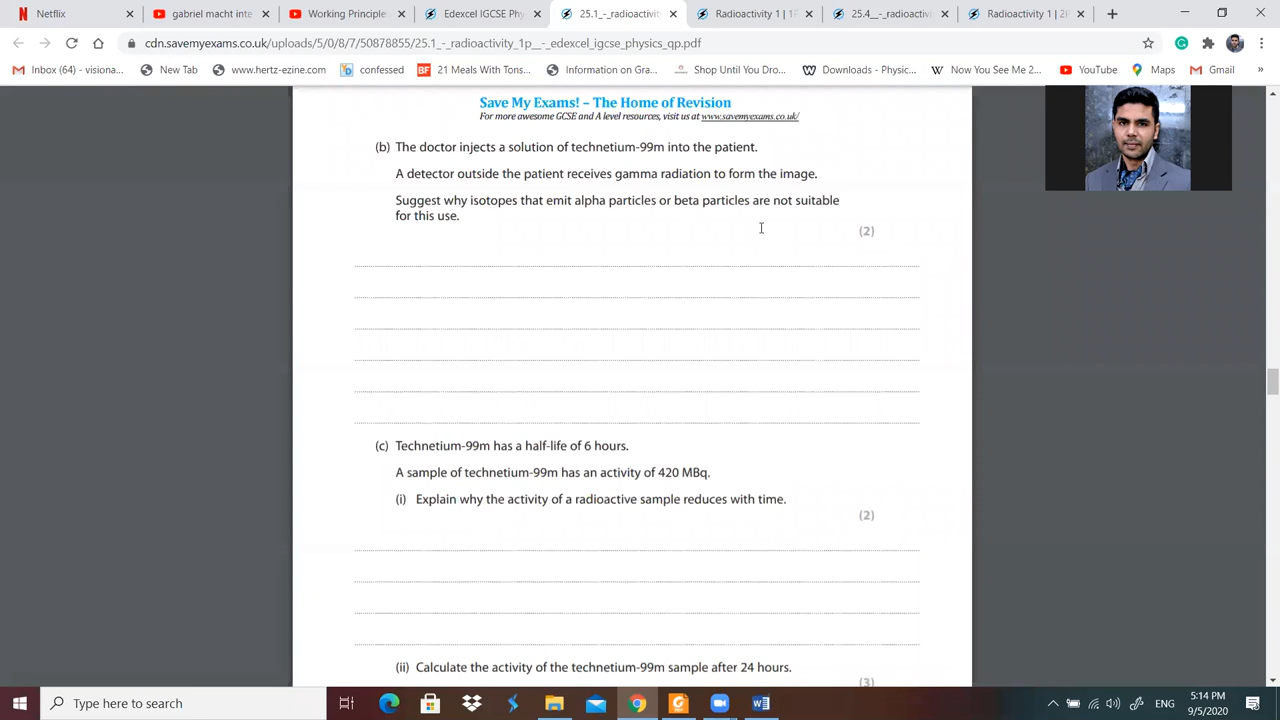 Netflix
gabriel macht inte
Working Principle
Edexcel IGCSE Phy
25.1_-_radioactivi
Radioactivity 1 | 1F
25.4__-_radioactiv
Radioactivity 1 | 2F
cdn.savemyexams.co.uk/uploads/5/0/8/7/50878855/25.1_-_radioactivity_1p__-_edexcel_igcse_physics_qp.pdf
Inbox (64) - visiona...
New Tab
www.hertz-ezine.com
confessed
21 Meals With Tons...
Information on Gra...
Shop Until You Dro...
Downloads - Physic...
Now You See Me 2...
YouTube
Maps
Gmail
»
Save My Exams! – The Home of Revision
For more awesome GCSE and A level resources, visit us at www.savemyexams.co.uk/
(b) The doctor injects a solution of technetium-99m into the patient.
A detector outside the patient receives gamma radiation to form the image.
Suggest why isotopes that emit alpha particles or beta particles are not suitable
for this use.
(2)
(c) Technetium-99m has a half-life of 6 hours.
A sample of technetium-99m has an activity of 420 MBq.
(i) Explain why the activity of a radioactive sample reduces with time.
(2)
(ii) Calculate the activity of the technetium-99m sample after 24 hours.
(3)
Type here to search
ENG
5:14 PM
9/5/2020